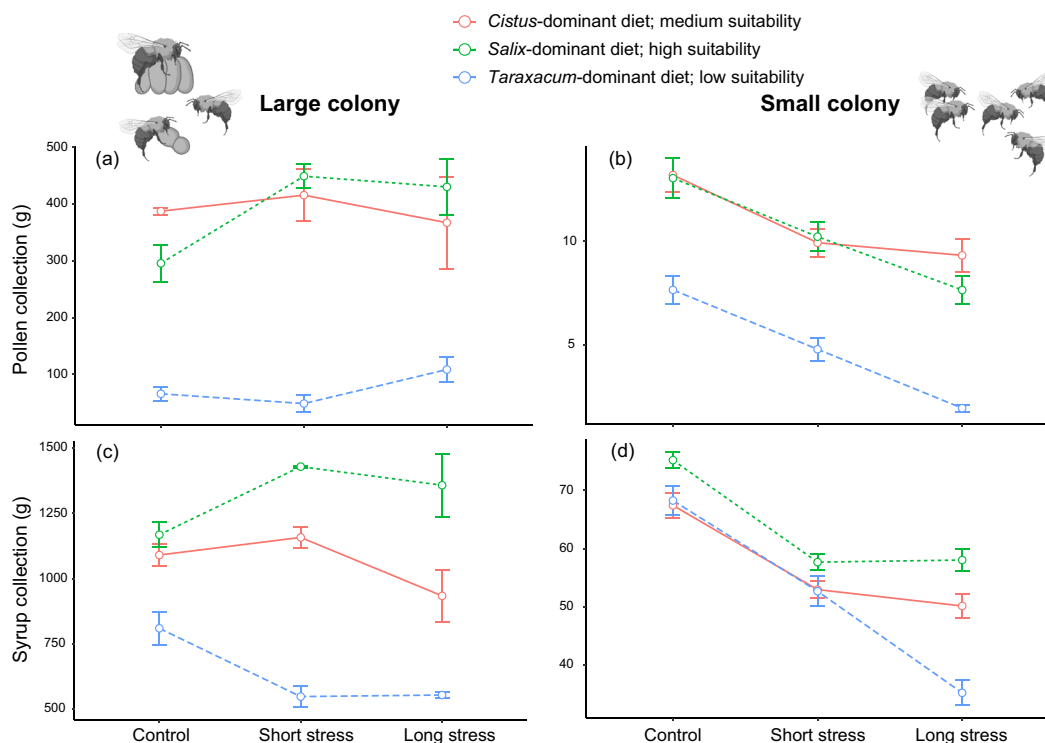 Cistus-dominant diet; medium suitability
Salix-dominant diet; high suitability
Taraxacum-dominant diet; low suitability
Large colony
Small colony
(a)
500
400
300
200
100
Pollen collection (g)
(b)
10
5
(c)
1500
1250
1000
750
500
Syrup collection (g)
Control
Short stress
Long stress
(d)
70
60
50
40
Control
Short stress
Long stress